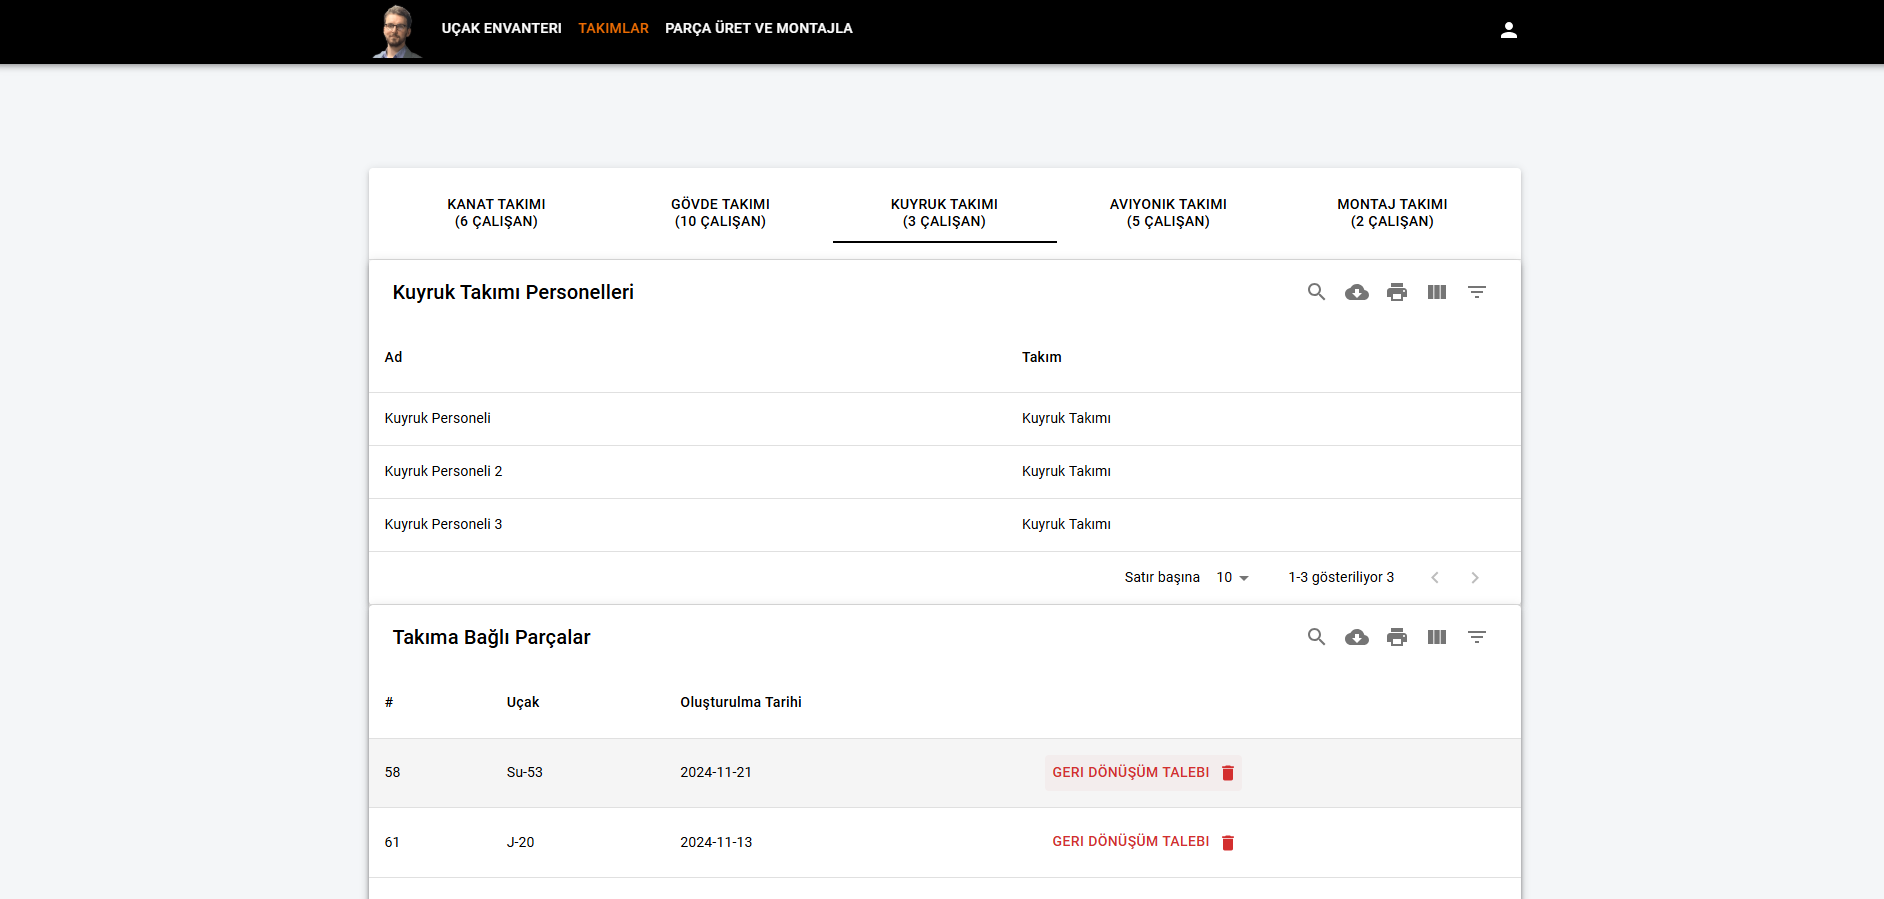 UÇAK ENVANTERI TAKIMLAR PARÇA ÜRET VE MONTAJLA
KANAT TAKIMI
(6 ÇALIŞAN)
GÖVDE TAKIMI
(10 ÇALIŞAN)
KUYRUK TAKIMI
(3 ÇALIŞAN)
AVIYONIK TAKIMI
(5 ÇALIŞAN)
MONTAJ TAKIMI
(2 ÇALIŞAN)
Kuyruk Takımı Personelleri
Ad Takım
Kuyruk Personeli Kuyruk Takımı
Kuyruk Personeli 2 Kuyruk Takımı
Kuyruk Personeli 3 Kuyruk Takımı
Satır başına 10 1-3 gösteriliyor 3
Takıma Bağlı Parçalar
# Uçak Oluşturulma Tarihi
58 Su-53 2024-11-21 GERI DÖNÜŞÜM TALEBI
61 J-20 2024-11-13 GERI DÖNÜŞÜM TALEBI